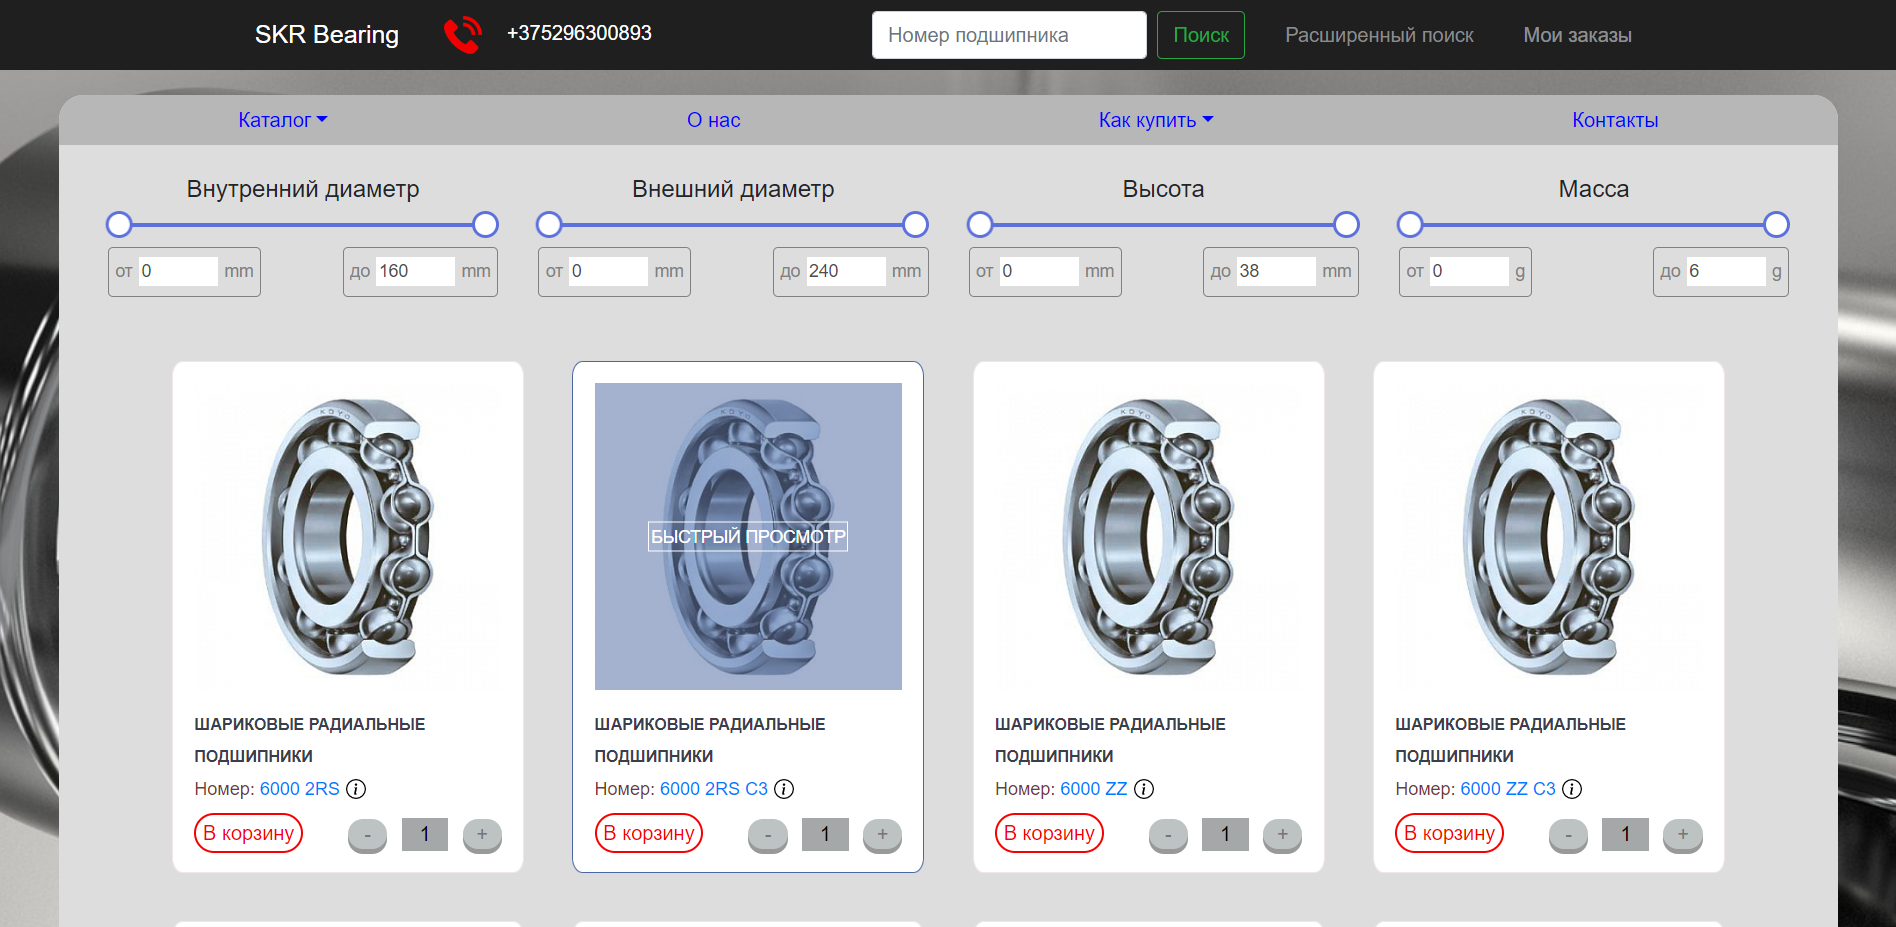 SKR Bearing +375296300893 Номер подшипника Поиск Расширенный поиск Мои заказы
Каталог О нас Как купить Контакты
Внутренний диаметр Внешний диаметр Высота Масса
от 0 mm до 160 mm от 0 mm до 240 mm от 0 mm до 38 mm от 0 g до 6 g
KOYO KOYO KOYO KOYO
БЫСТРЫЙ ПРОСМОТР
ШАРИКОВЫЕ РАДИАЛЬНЫЕ
ПОДШИПНИКИ
Номер: 6000 2RS i
В корзину - 1 +
ШАРИКОВЫЕ РАДИАЛЬНЫЕ
ПОДШИПНИКИ
Номер: 6000 2RS C3 i
В корзину - 1 +
ШАРИКОВЫЕ РАДИАЛЬНЫЕ
ПОДШИПНИКИ
Номер: 6000 ZZ i
В корзину - 1 +
ШАРИКОВЫЕ РАДИАЛЬНЫЕ
ПОДШИПНИКИ
Номер: 6000 ZZ C3 i
В корзину - 1 +